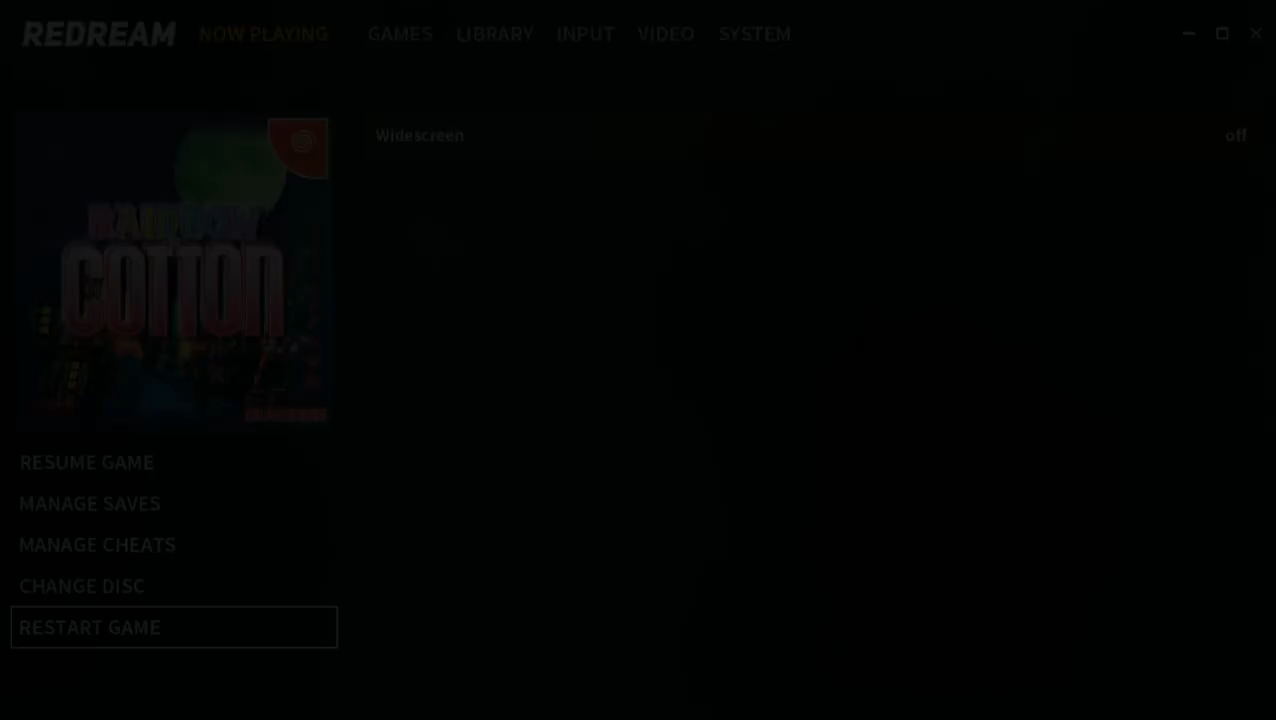 REDREAM NOW PLAYING GAMES LIBRARY INPUT VIDEO SYSTEM
Widescreen off
RAINBOW
COTTON
RESUME GAME
MANAGE SAVES
MANAGE CHEATS
CHANGE DISC
RESTART GAME